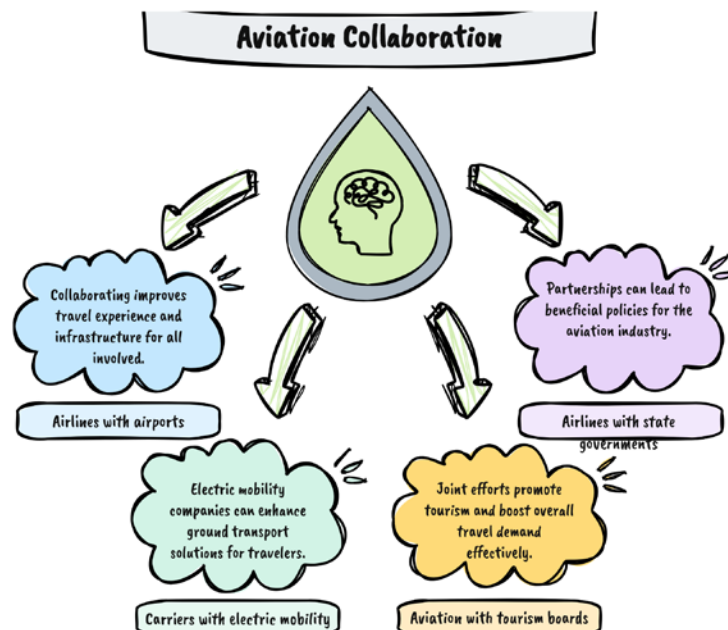 Aviation Collaboration
Collaborating improves
travel experience and
infrastructure for all
involved.
Airlines with airports
Partnerships can lead to
beneficial policies for the
aviation industry.
Airlines with state
governments
Electric mobility
companies can enhance
ground transport
solutions for travelers.
Carriers with electric mobility
Joint efforts promote
tourism and boost overall
travel demand
effectively.
Aviation with tourism boards